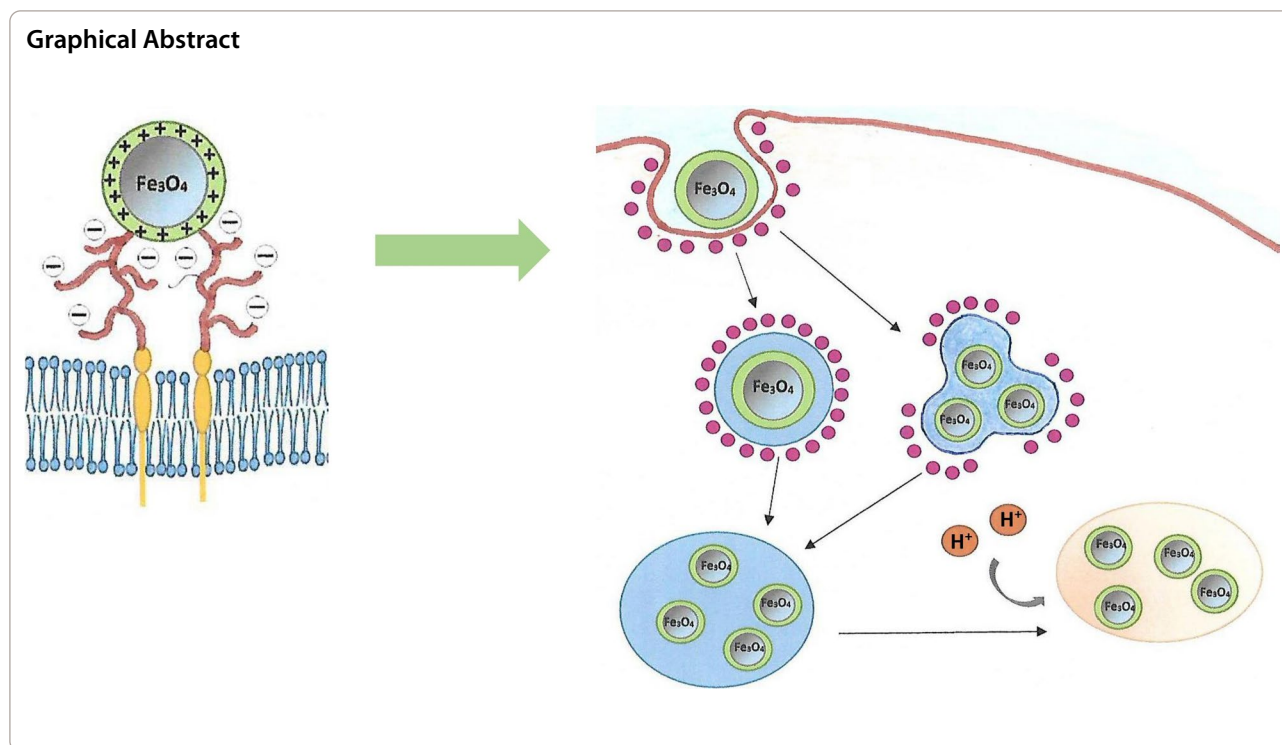 Graphical Abstract
+ + + + + + + + + + + + + + + +
Fe₃O₄
− − − − − − − −
Fe₃O₄
Fe₃O₄
Fe₃O₄
Fe₃O₄
Fe₃O₄
H⁺
H⁺
Fe₃O₄
Fe₃O₄
Fe₃O₄
Fe₃O₄
Fe₃O₄
Fe₃O₄
Fe₃O₄
Fe₃O₄